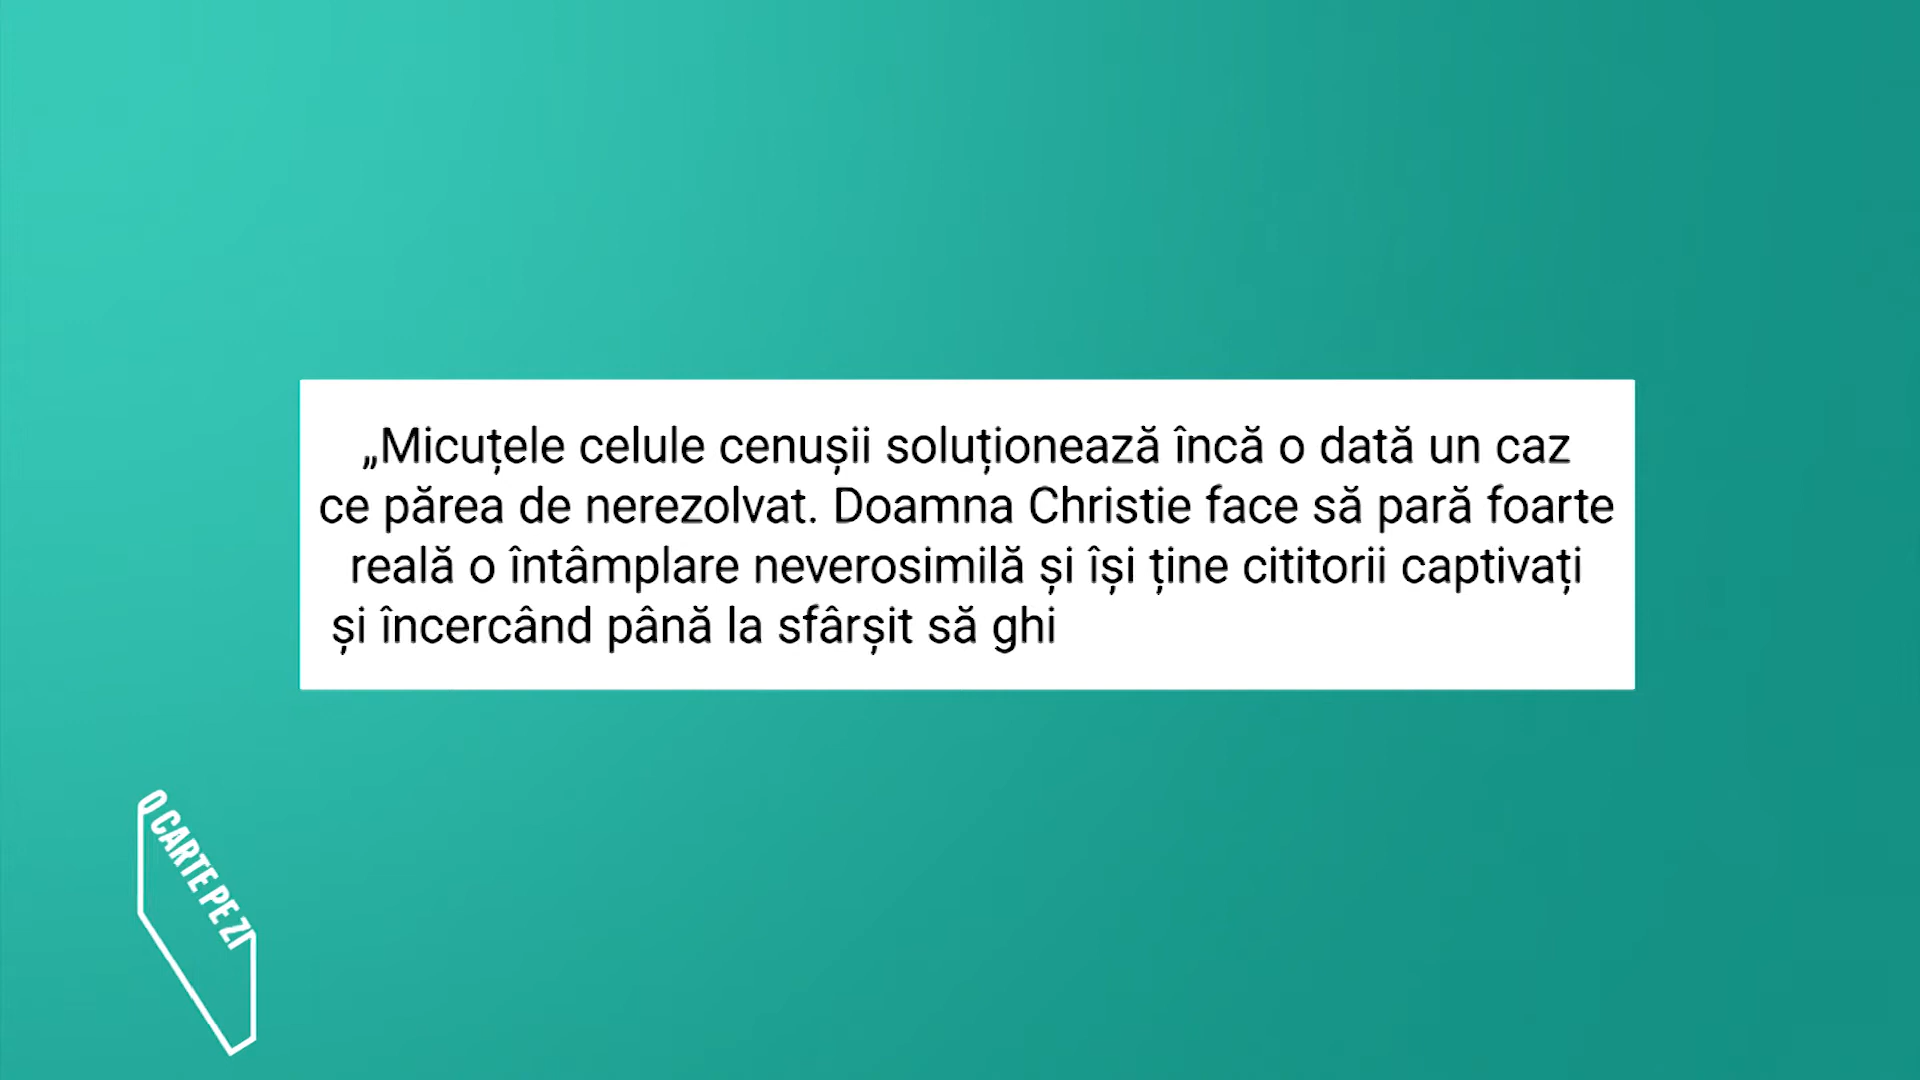 „Micuțele celule cenușii soluționează încă o dată un caz
ce părea de nerezolvat. Doamna Christie face să pară foarte
reală o întâmplare neverosimilă și își ține cititorii captivați
și încercând până la sfârșit să ghi
O CARTE PE ZI